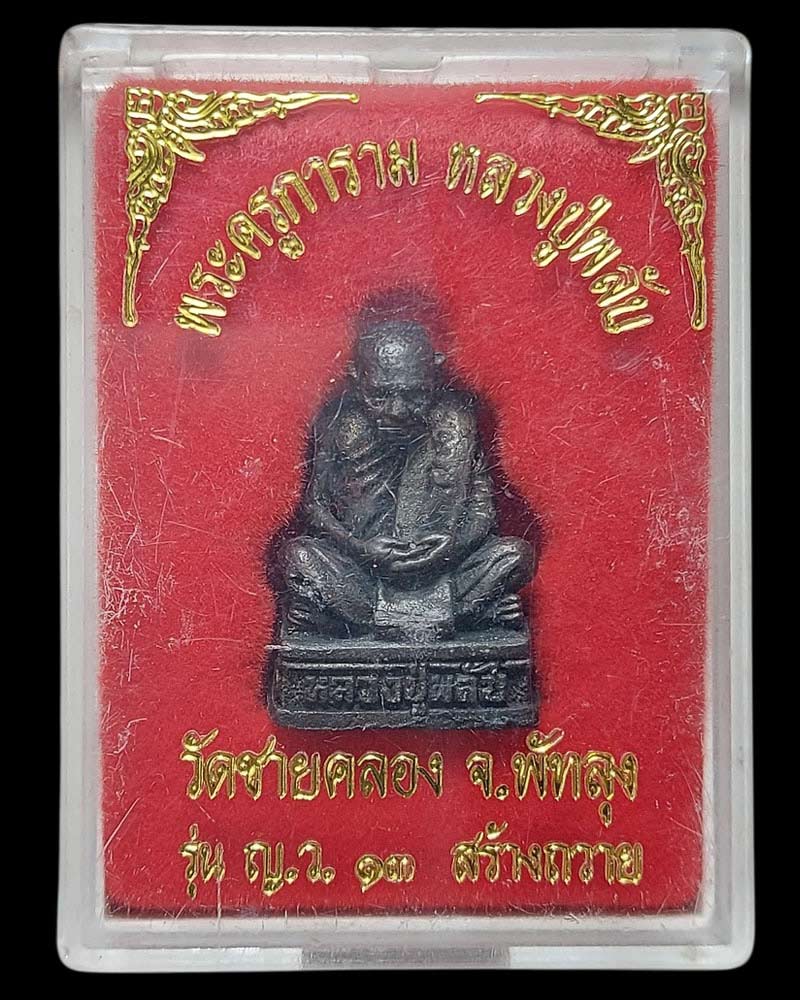 พระครูการาม หลวงปู่พลับ
หลวงปู่พลับ
วัดชายคลอง จ.พัทลุง
รุ่น ญ.ว. ๑๓ สร้างถวาย